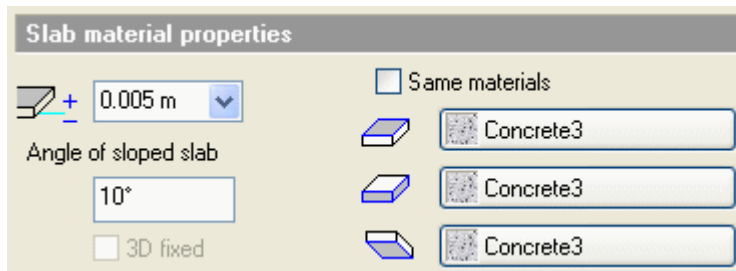 Slab material properties
Same materials
0.005 m
Concrete3
Angle of sloped slab
10°
Concrete3
3D fixed
Concrete3